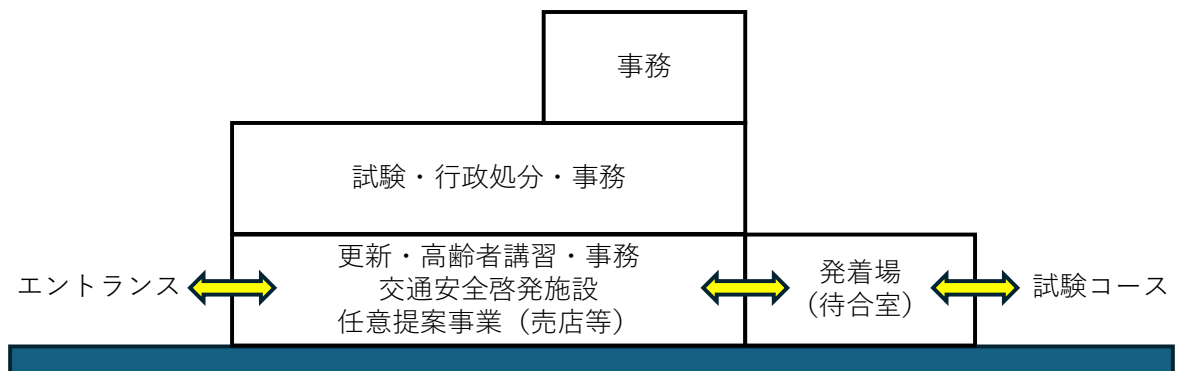 事務
試験・行政処分・事務
更新・高齢者講習・事務
交通安全啓発施設
任意提案事業（売店等）
エントランス
発着場
（待合室）
試験コース